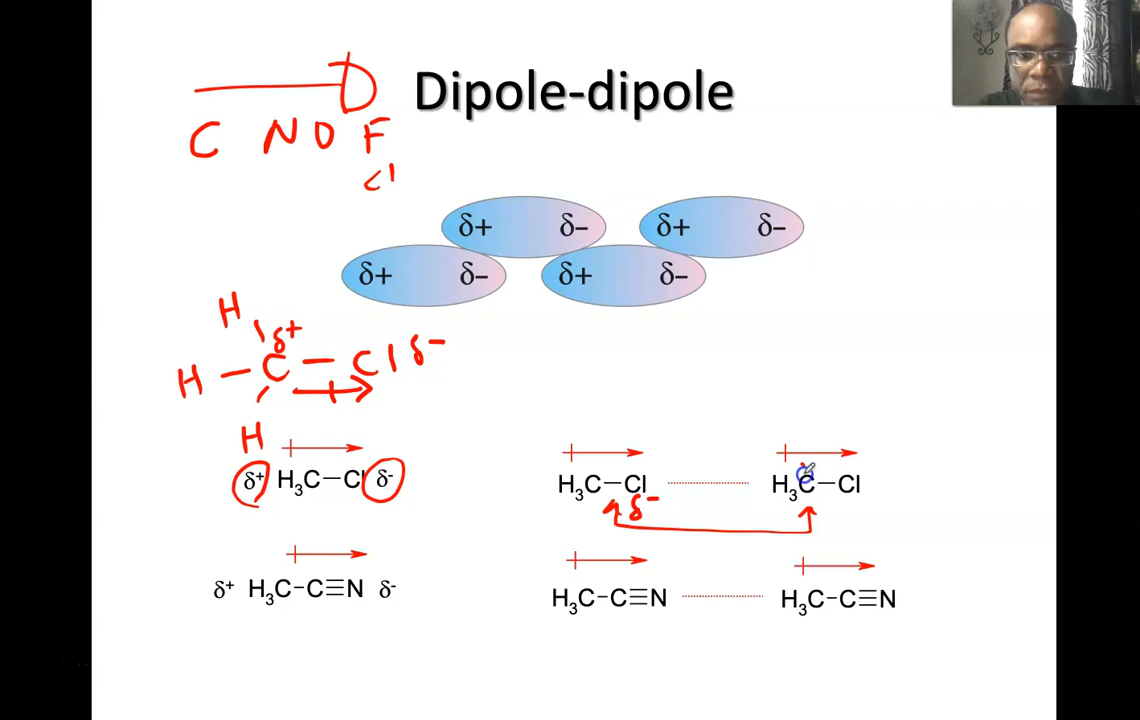 Dipole-dipole
C N O F
Cl
δ+ δ– δ+ δ–
δ+ δ– δ+ δ–
H
δ+
H – C – Cl δ-
H
δ+ H₃C–Cl δ-
H₃C–Cl H₃C–Cl
δ-
δ+ H₃C–C≡N δ-
H₃C–C≡N H₃C–C≡N